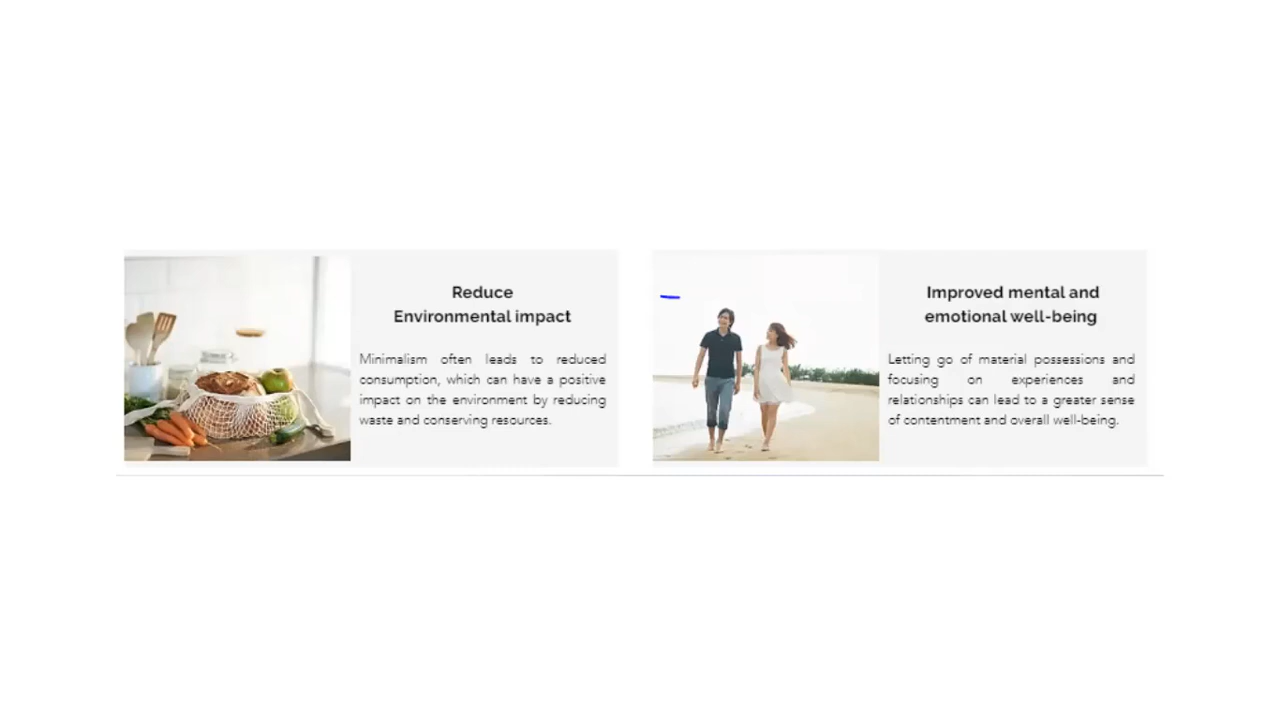 Reduce
Environmental impact
Minimalism often leads to reduced
consumption, which can have a positive
impact on the environment by reducing
waste and conserving resources.
Improved mental and
emotional well-being
Letting go of material possessions and
focusing on experiences and
relationships can lead to a greater sense
of contentment and overall well-being.